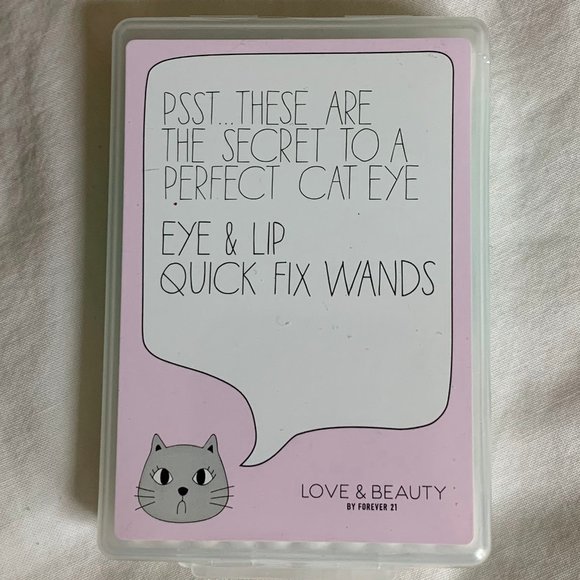 PSST...THESE ARE
THE SECRET TO A
PERFECT CAT EYE
EYE & LIP
QUICK FIX WANDS
LOVE & BEAUTY
BY FOREVER 21